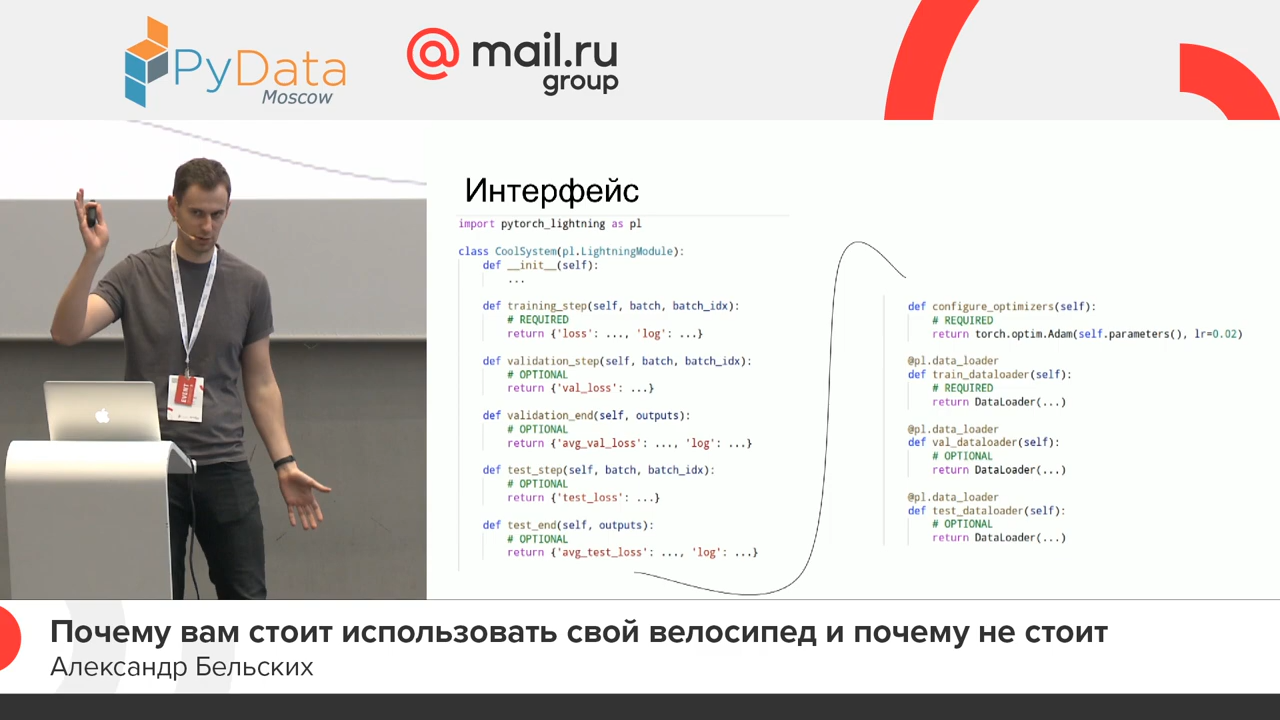 PyData
Moscow
@ mail.ru
group
Интерфейс
import pytorch_lightning as pl
class CoolSystem(pl.LightningModule):
def __init__(self):
...
def training_step(self, batch, batch_idx):
# REQUIRED
return {'loss': ..., 'log': ...}
def validation_step(self, batch, batch_idx):
# OPTIONAL
return {'val_loss': ...}
def validation_end(self, outputs):
# OPTIONAL
return {'avg_val_loss': ..., 'log': ...}
def test_step(self, batch, batch_idx):
# OPTIONAL
return {'test_loss': ...}
def test_end(self, outputs):
# OPTIONAL
return {'avg_test_loss': ..., 'log': ...}
def configure_optimizers(self):
# REQUIRED
return torch.optim.Adam(self.parameters(), lr=0.02)
@pl.data_loader
def train_dataloader(self):
# REQUIRED
return DataLoader(...)
@pl.data_loader
def val_dataloader(self):
# OPTIONAL
return DataLoader(...)
@pl.data_loader
def test_dataloader(self):
# OPTIONAL
return DataLoader(...)
EVENT
Почему вам стоит использовать свой велосипед и почему не стоит
Александр Бельских